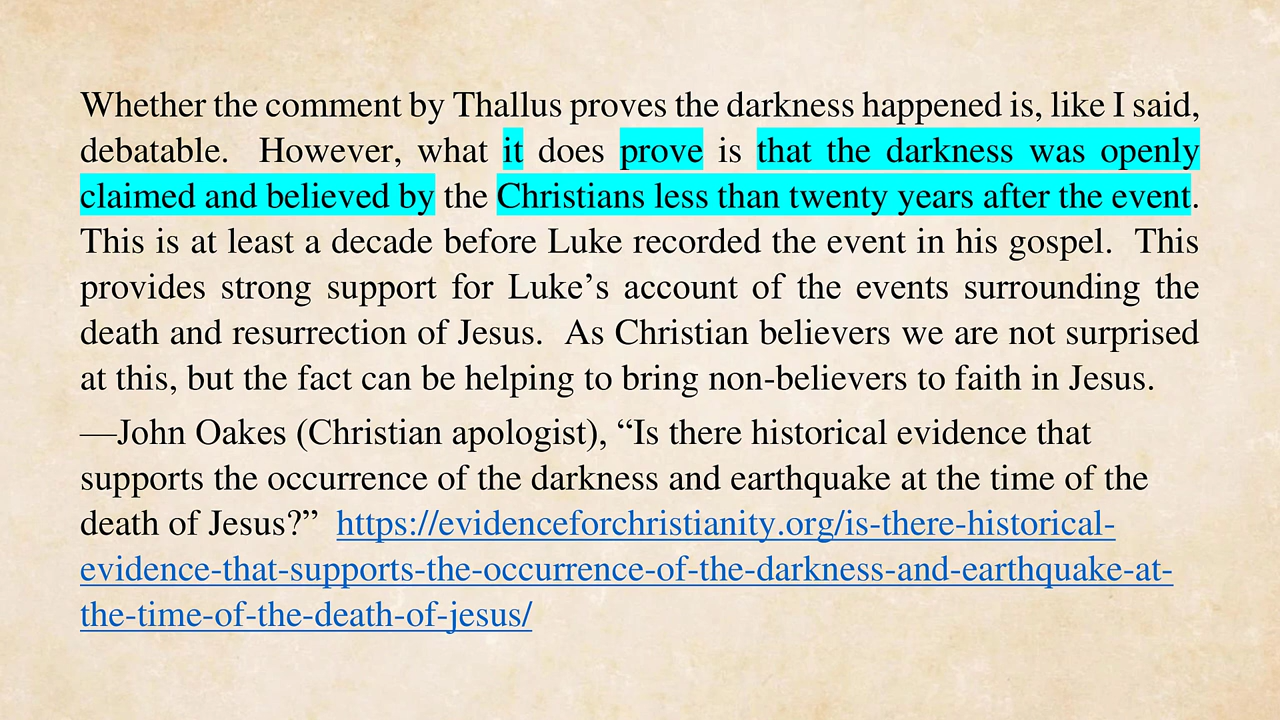 Whether the comment by Thallus proves the darkness happened is, like I said,
debatable.  However, what it does prove is that the darkness was openly
claimed and believed by the Christians less than twenty years after the event.
This is at least a decade before Luke recorded the event in his gospel.  This
provides strong support for Luke’s account of the events surrounding the
death and resurrection of Jesus.  As Christian believers we are not surprised
at this, but the fact can be helping to bring non-believers to faith in Jesus.
—John Oakes (Christian apologist), “Is there historical evidence that
supports the occurrence of the darkness and earthquake at the time of the
death of Jesus?”  https://evidenceforchristianity.org/is-there-historical-
evidence-that-supports-the-occurrence-of-the-darkness-and-earthquake-at-
the-time-of-the-death-of-jesus/